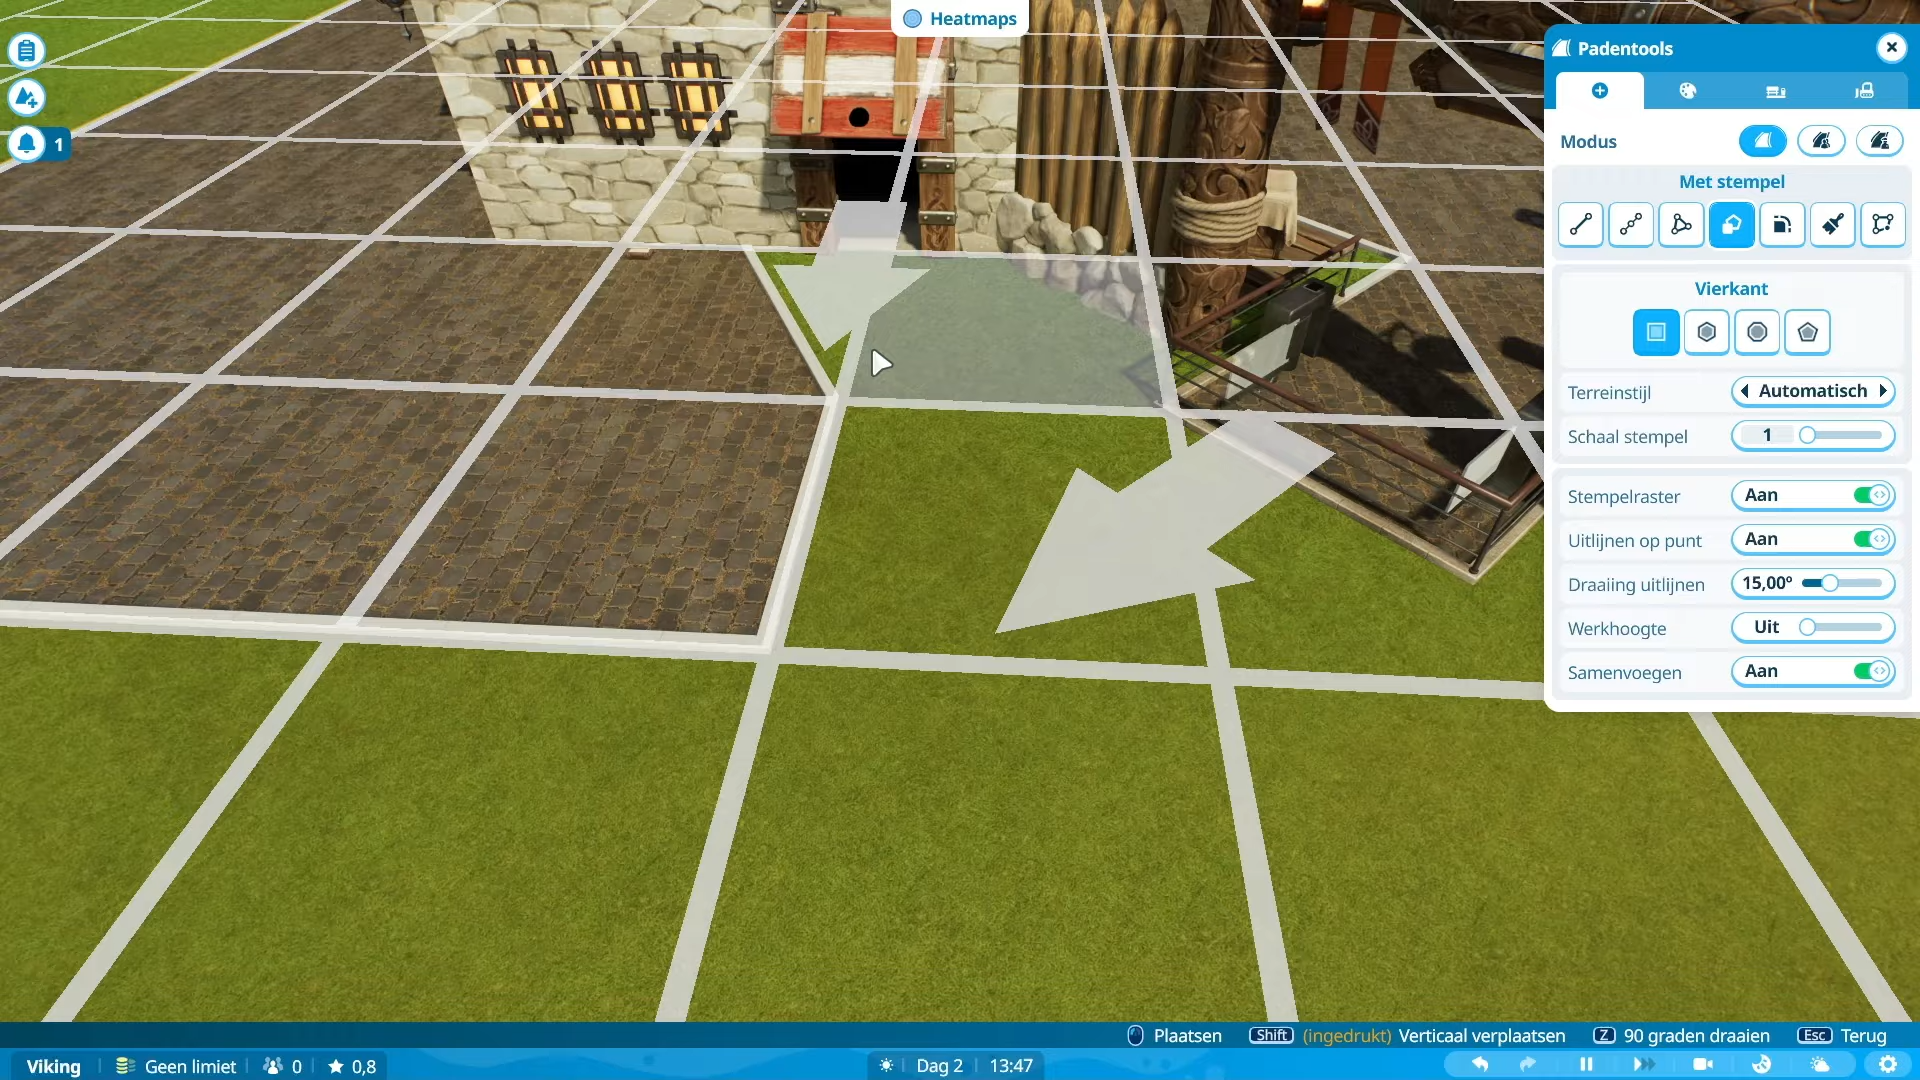 Heatmaps
1
Padentools
Modus
Met stempel
Vierkant
Terreinstijl Automatisch
Schaal stempel 1
Stempelraster Aan
Uitlijnen op punt Aan
Draaiing uitlijnen 15,00°
Werkhoogte Uit
Samenvoegen Aan
Plaatsen Shift (ingedrukt) Verticaal verplaatsen Z 90 graden draaien Esc Terug
Viking Geen limiet 0 0,8 Dag 2 13:47